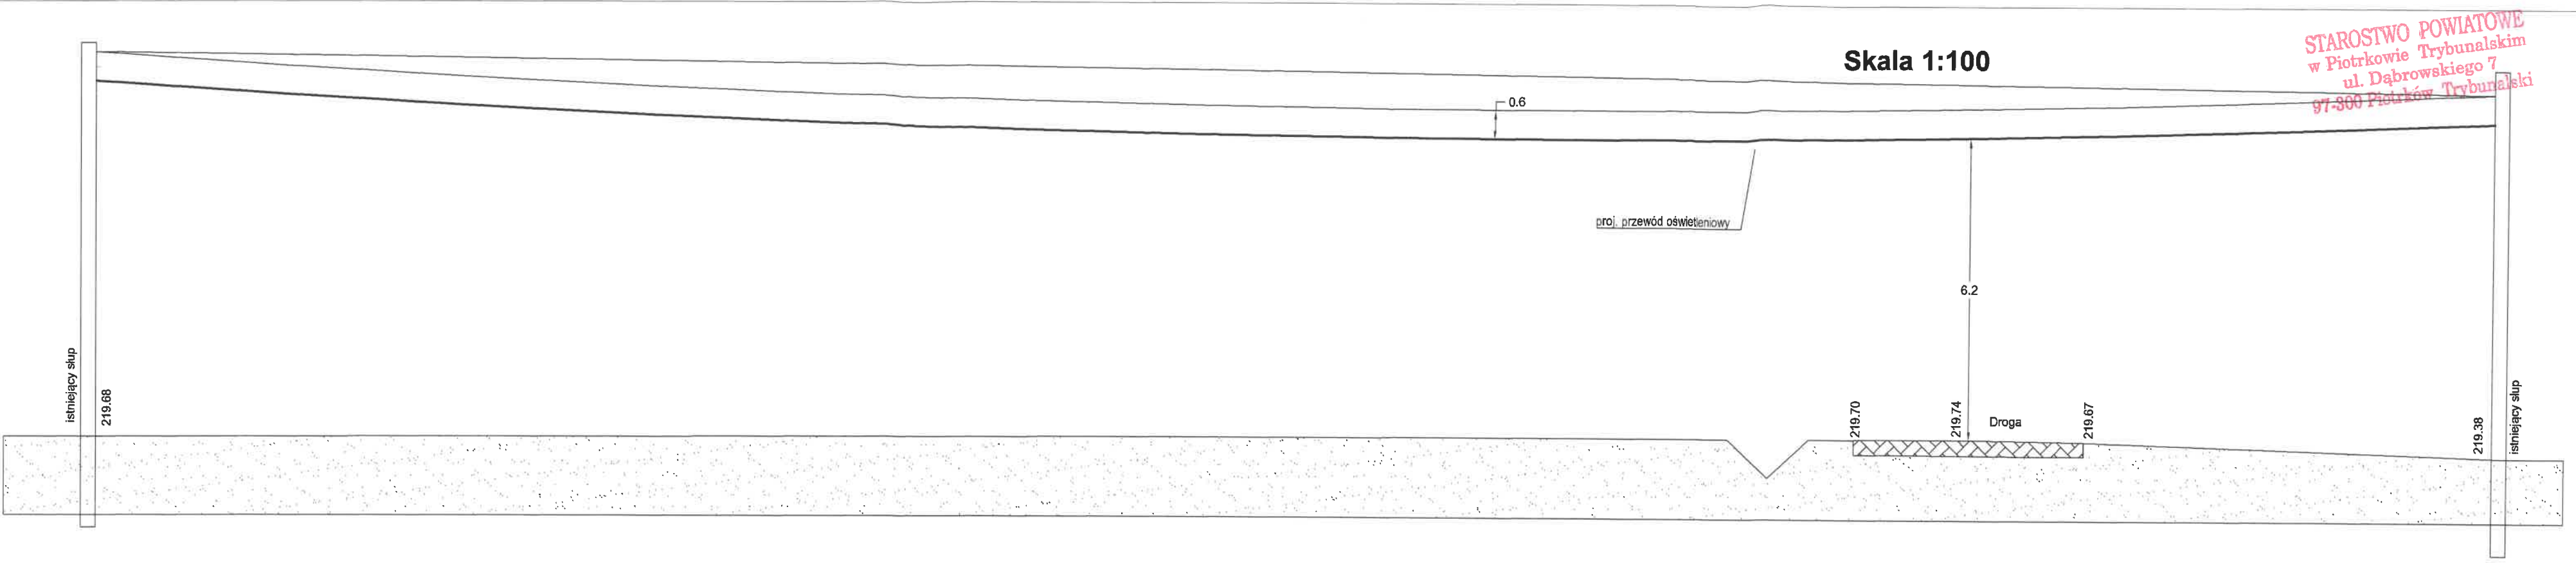 Skala 1:100
STAROSTWO POWIATOWE
w Piotrkowie Trybunalskim
ul. Dąbrowskiego 7
97-300 Piotrków Trybunalski
0.6
proj. przewód oświetleniowy
6.2
istniejący słup
219.68
219.70
219.74
Droga
219.67
219.38
istniejący słup